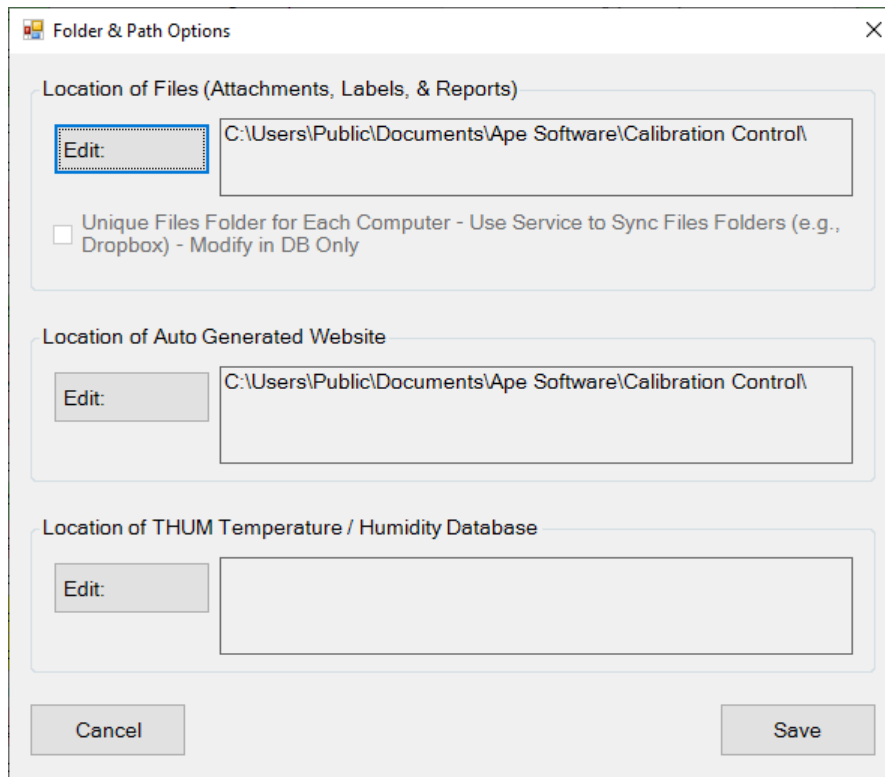 Folder & Path Options
Location of Files (Attachments, Labels, & Reports)
Edit:
C:\Users\Public\Documents\Ape Software\Calibration Control\
Unique Files Folder for Each Computer - Use Service to Sync Files Folders (e.g.,
Dropbox) - Modify in DB Only
Location of Auto Generated Website
Edit:
C:\Users\Public\Documents\Ape Software\Calibration Control\
Location of THUM Temperature / Humidity Database
Edit:
Cancel
Save